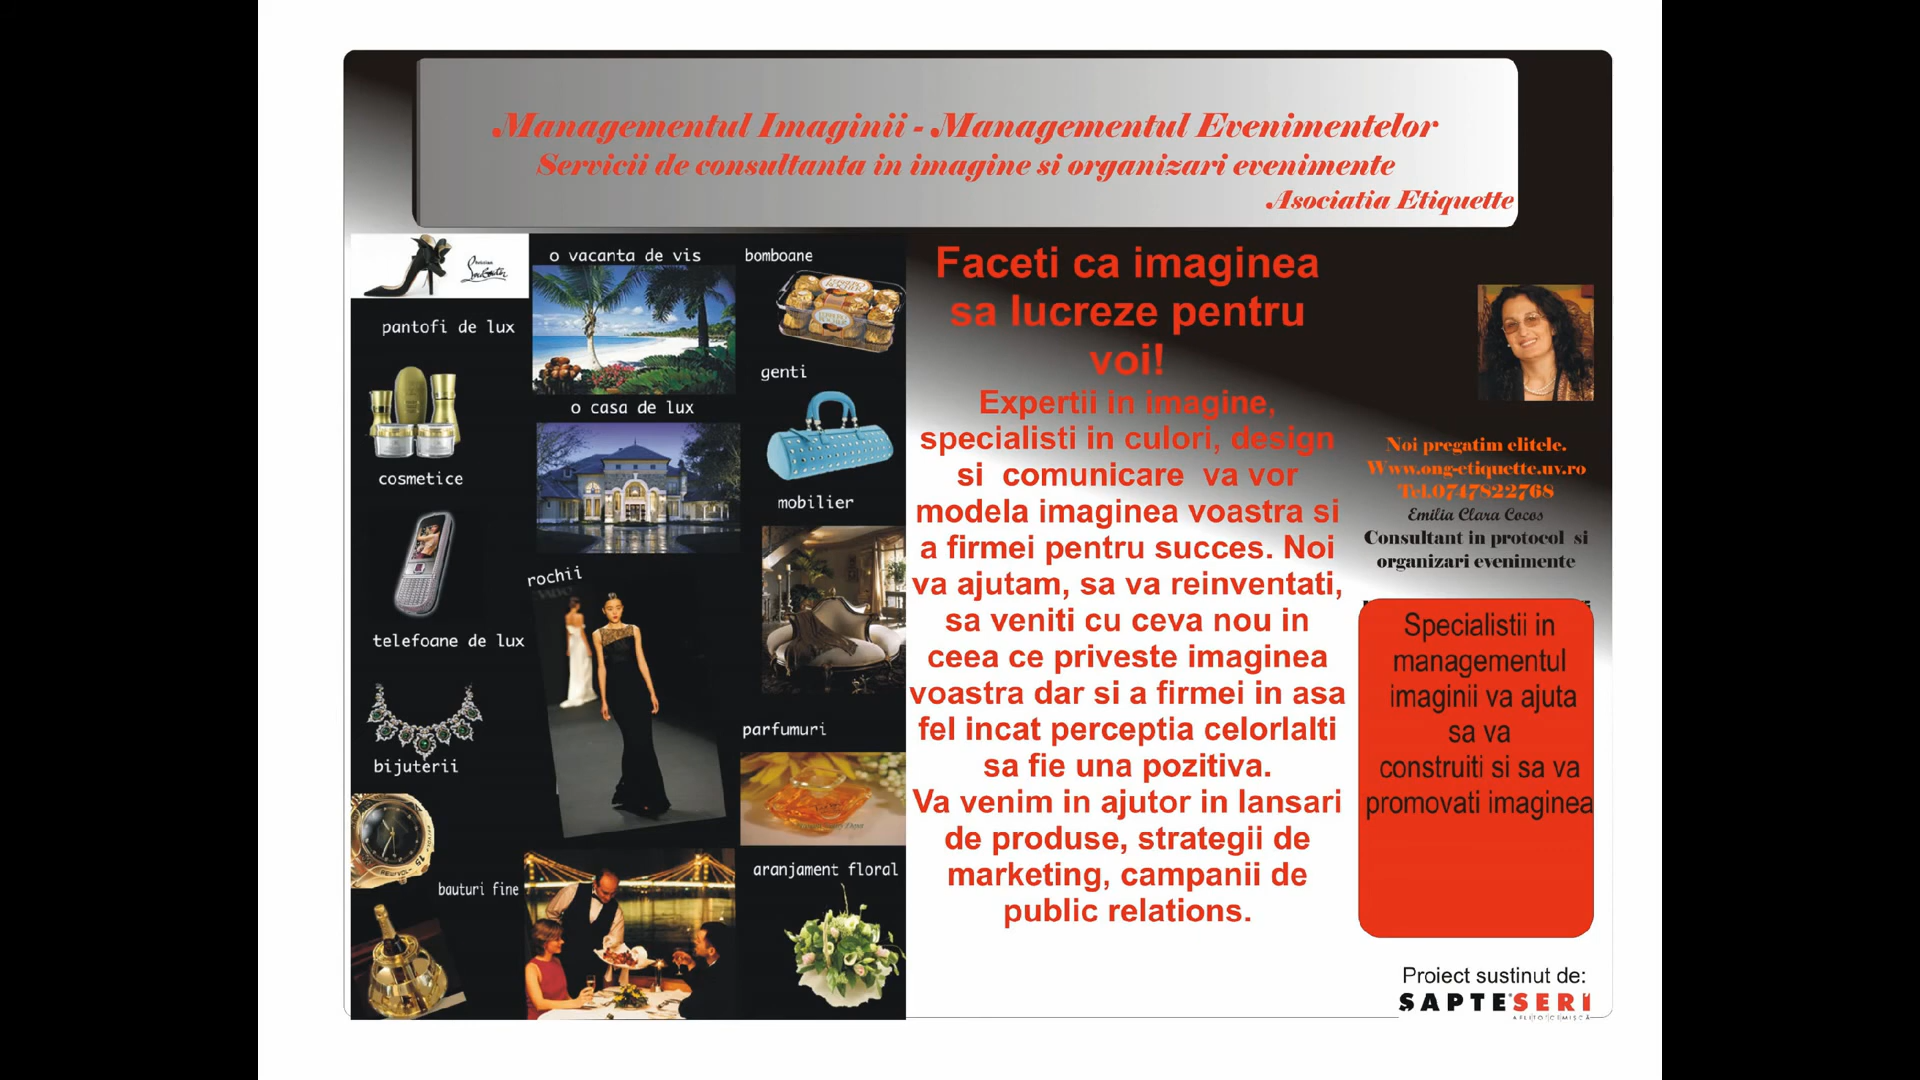 Managementul Imaginii - Managementul Evenimentelor
Servicii de consultanta in imagine si organizari evenimente
Asociatia Etiquette
pantofi de lux
cosmetice
telefoane de lux
bijuterii
bauturi fine
o vacanta de vis
o casa de lux
rochii
bomboane
genti
mobilier
parfumuri
aranjament floral
Faceti ca imaginea
sa lucreze pentru
voi!
Expertii in imagine,
specialisti in culori, design
si comunicare va vor
modela imaginea voastra si
a firmei pentru succes. Noi
va ajutam, sa va reinventati,
sa veniti cu ceva nou in
ceea ce priveste imaginea
voastra dar si a firmei in asa
fel incat perceptia celorlalti
sa fie una pozitiva.
Va venim in ajutor in lansari
de produse, strategii de
marketing, campanii de
public relations.
Noi pregatim elitele.
Www.ong-etiquette.uv.ro
Tel.0747822768
Emilia Clara Cocos
Consultant in protocol si
organizari evenimente
Specialistii in
managementul
imaginii va ajuta
sa va
construiti si sa va
promovati imaginea
Proiect sustinut de:
SAPTESERI